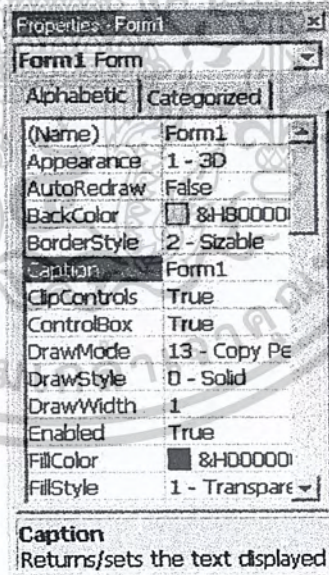 Properties - Form1
Form1 Form
Alphabetic Categorized
(Name) Form1
Appearance 1 - 3D
AutoRedraw False
BackColor &H80000
BorderStyle 2 - Sizable
Caption Form1
ClipControls True
ControlBox True
DrawMode 13 - Copy Pe
DrawStyle 0 - Solid
DrawWidth 1
Enabled True
FillColor &H00000
FillStyle 1 - Transpare
Caption
Returns/sets the text displayed